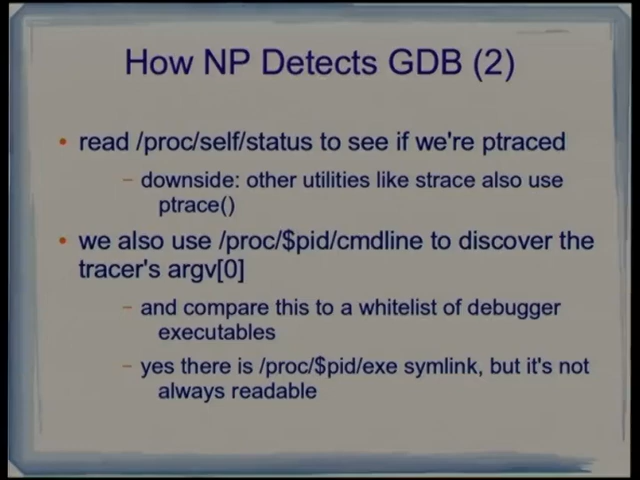 How NP Detects GDB (2)
• read /proc/self/status to see if we're ptraced
– downside: other utilities like strace also use
ptrace()
• we also use /proc/$pid/cmdline to discover the
tracer's argv[0]
– and compare this to a whitelist of debugger
executables
– yes there is /proc/$pid/exe symlink, but it's not
always readable